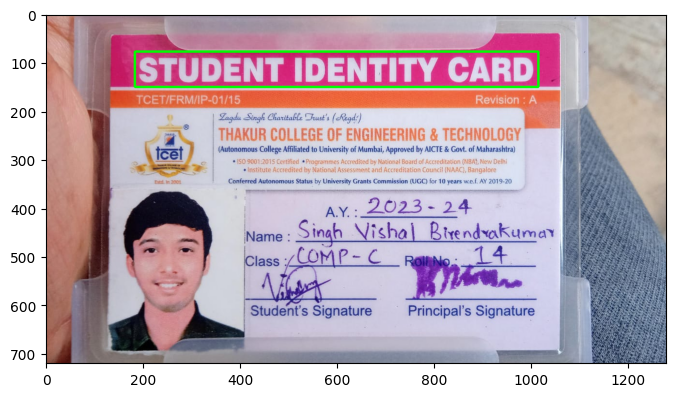 STUDENT IDENTITY CARD
TCET/FRM/IP-01/15 Revision : A
Zagdu Singh Charitable Trust's (Regd.)
THAKUR COLLEGE OF ENGINEERING & TECHNOLOGY
(Autonomous College Affiliated to University of Mumbai, Approved by AICTE & Govt. of Maharashtra)
• ISO 9001:2015 Certified • Programmes Accredited by National Board of Accreditation (NBA), New Delhi
• Institute Accredited by National Assessment and Accreditation Council (NAAC), Bangalore
Conferred Autonomous Status by University Grants Commission (UGC) for 10 years w.e.f. AY 2019-20
tcet
Estd. in 2001
A.Y. : 2023-24
Name : Singh Vishal Birendrakumar
Class : COMP-C Roll No : 14
Student's Signature Principal's Signature
0
100
200
300
400
500
600
700
0 200 400 600 800 1000 1200